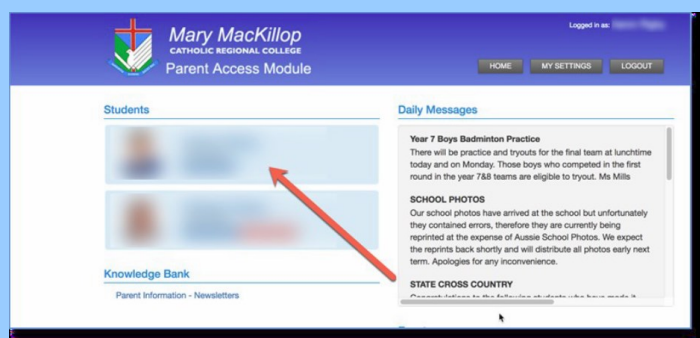 Logged in as:
Mary MacKillop
CATHOLIC REGIONAL COLLEGE
Parent Access Module
HOME MY SETTINGS LOGOUT
Students
Daily Messages
Year 7 Boys Badminton Practice
There will be practice and tryouts for the final team at lunchtime
today and on Monday. Those boys who competed in the first
round in the year 7&8 teams are eligible to tryout. Ms Mills
SCHOOL PHOTOS
Our school photos have arrived at the school but unfortunately
they contained errors, therefore they are currently being
reprinted at the expense of Aussie School Photos. We expect
the reprints back shortly and will distribute all photos early next
term. Apologies for any inconvenience.
STATE CROSS COUNTRY
Knowledge Bank
Parent Information - Newsletters